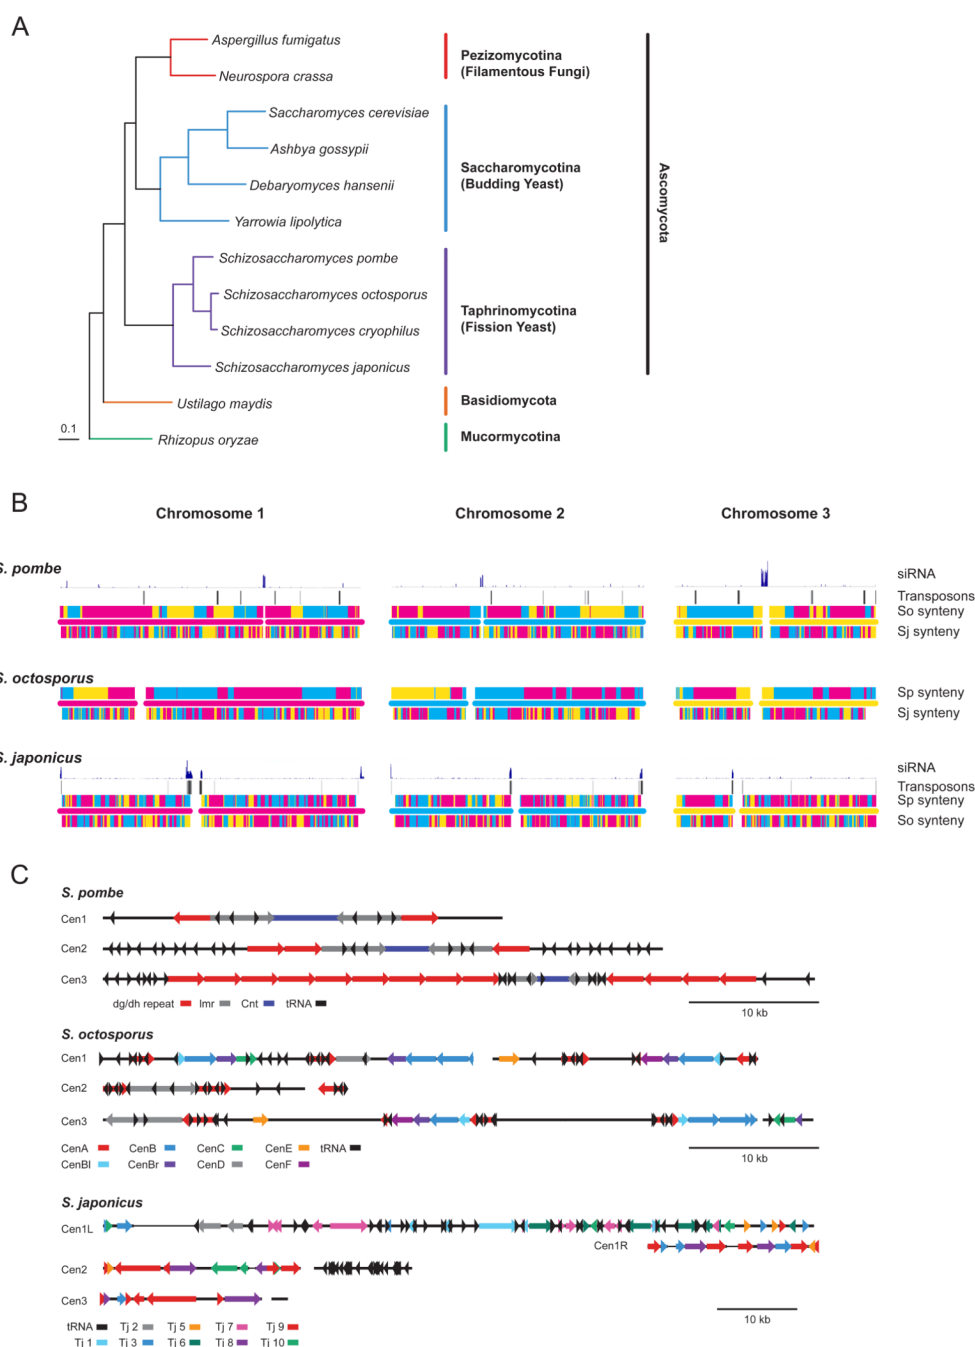 A
Aspergillus fumigatus
Neurospora crassa
Pezizomycotina
(Filamentous Fungi)
Saccharomyces cerevisiae
Ashbya gossypii
Debaryomyces hansenii
Yarrowia lipolytica
Saccharomycotina
(Budding Yeast)
Ascomycota
Schizosaccharomyces pombe
Schizosaccharomyces octosporus
Schizosaccharomyces cryophilus
Schizosaccharomyces japonicus
Taphrinomycotina
(Fission Yeast)
Ustilago maydis
Basidiomycota
0.1
Rhizopus oryzae
Mucormycotina
B
Chromosome 1 Chromosome 2 Chromosome 3
S. pombe
siRNA
Transposons
So synteny
Sj synteny
S. octosporus
Sp synteny
Sj synteny
S. japonicus
siRNA
Transposons
Sp synteny
So synteny
C
S. pombe
Cen1
Cen2
Cen3
dg/dh repeat Imr Cnt tRNA
10 kb
S. octosporus
Cen1
Cen2
Cen3
CenA CenB CenC CenE tRNA
CenBl CenBr CenD CenF
10 kb
S. japonicus
Cen1L
Cen1R
Cen2
Cen3
tRNA Tj 2 Tj 5 Tj 7 Tj 9
Tj 1 Tj 3 Tj 6 Tj 8 Tj 10
10 kb